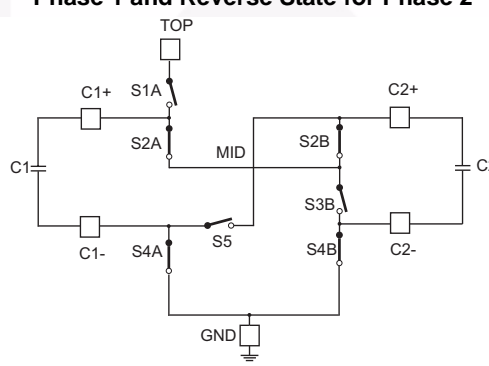 Phase 1 and Reverse State for Phase 2
TOP
C1+
S1A
C2+
S2A
MID
S2B
C1
S3B
S5
C1-
S4A
S4B
C2-
GND